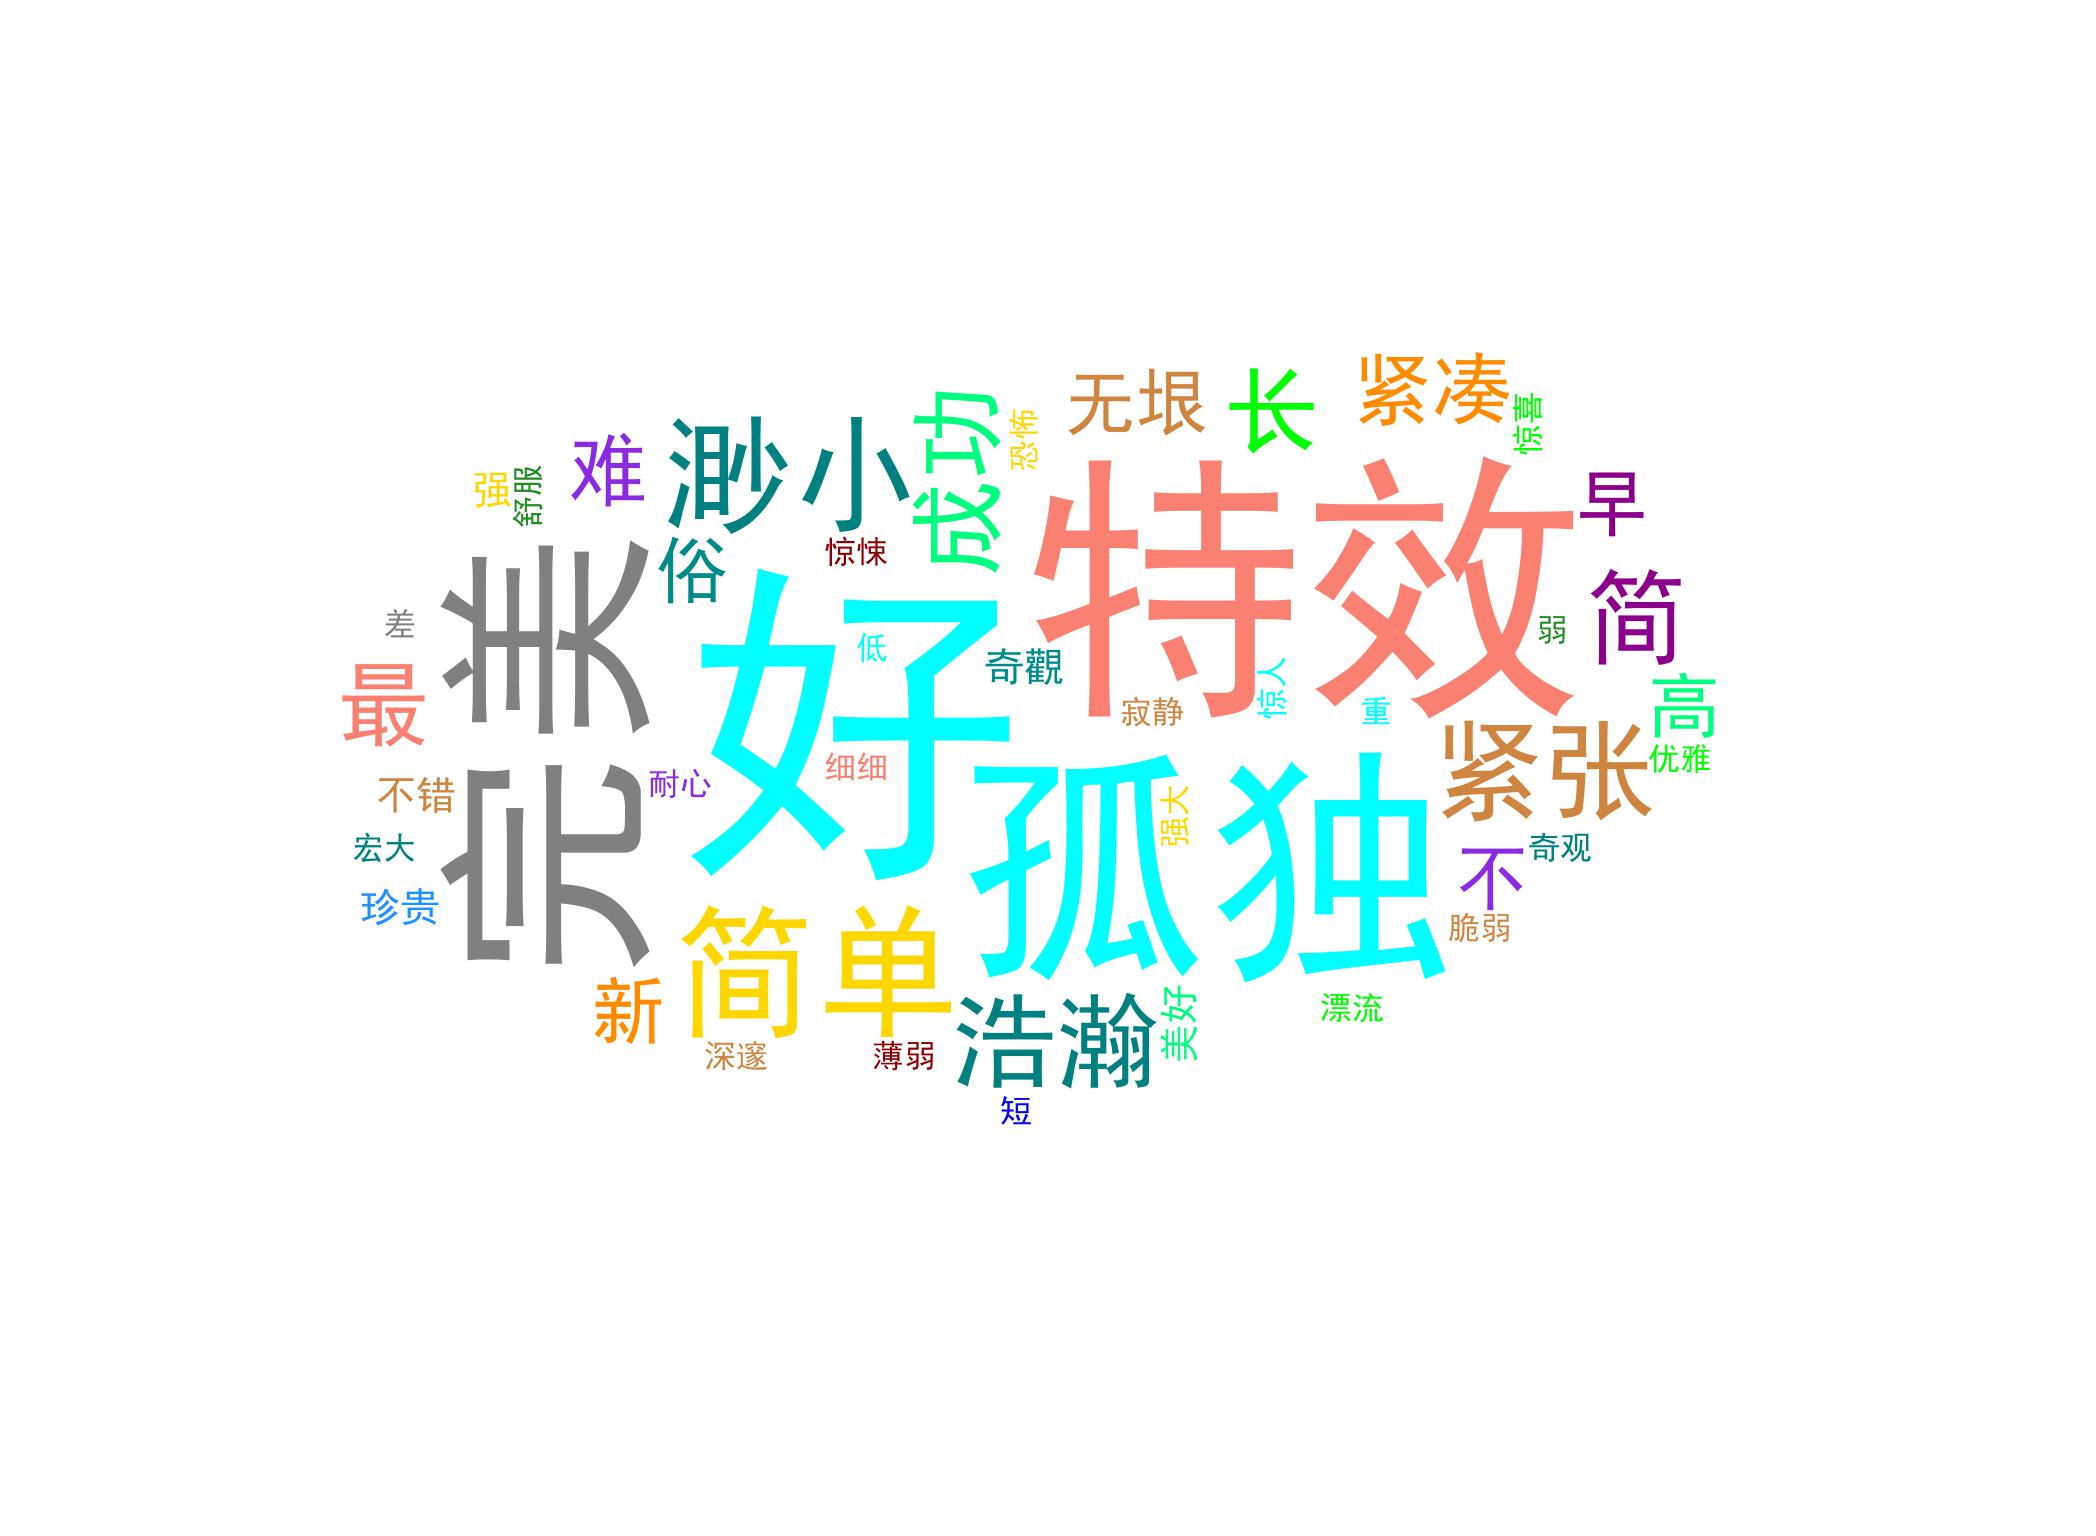 无垠
长
紧凑
惊喜
恐怖
成功
渺小
难
强
舒服
早
特效
惊悚
俗
简
弱
差
完美
好
低
奇觀
惊人
寂静
重
最
高
优雅
紧张
不错
耐心
细细
强大
孤独
宏大
不
奇观
珍贵
脆弱
新
简单
浩瀚
美好
漂流
深邃
薄弱
短